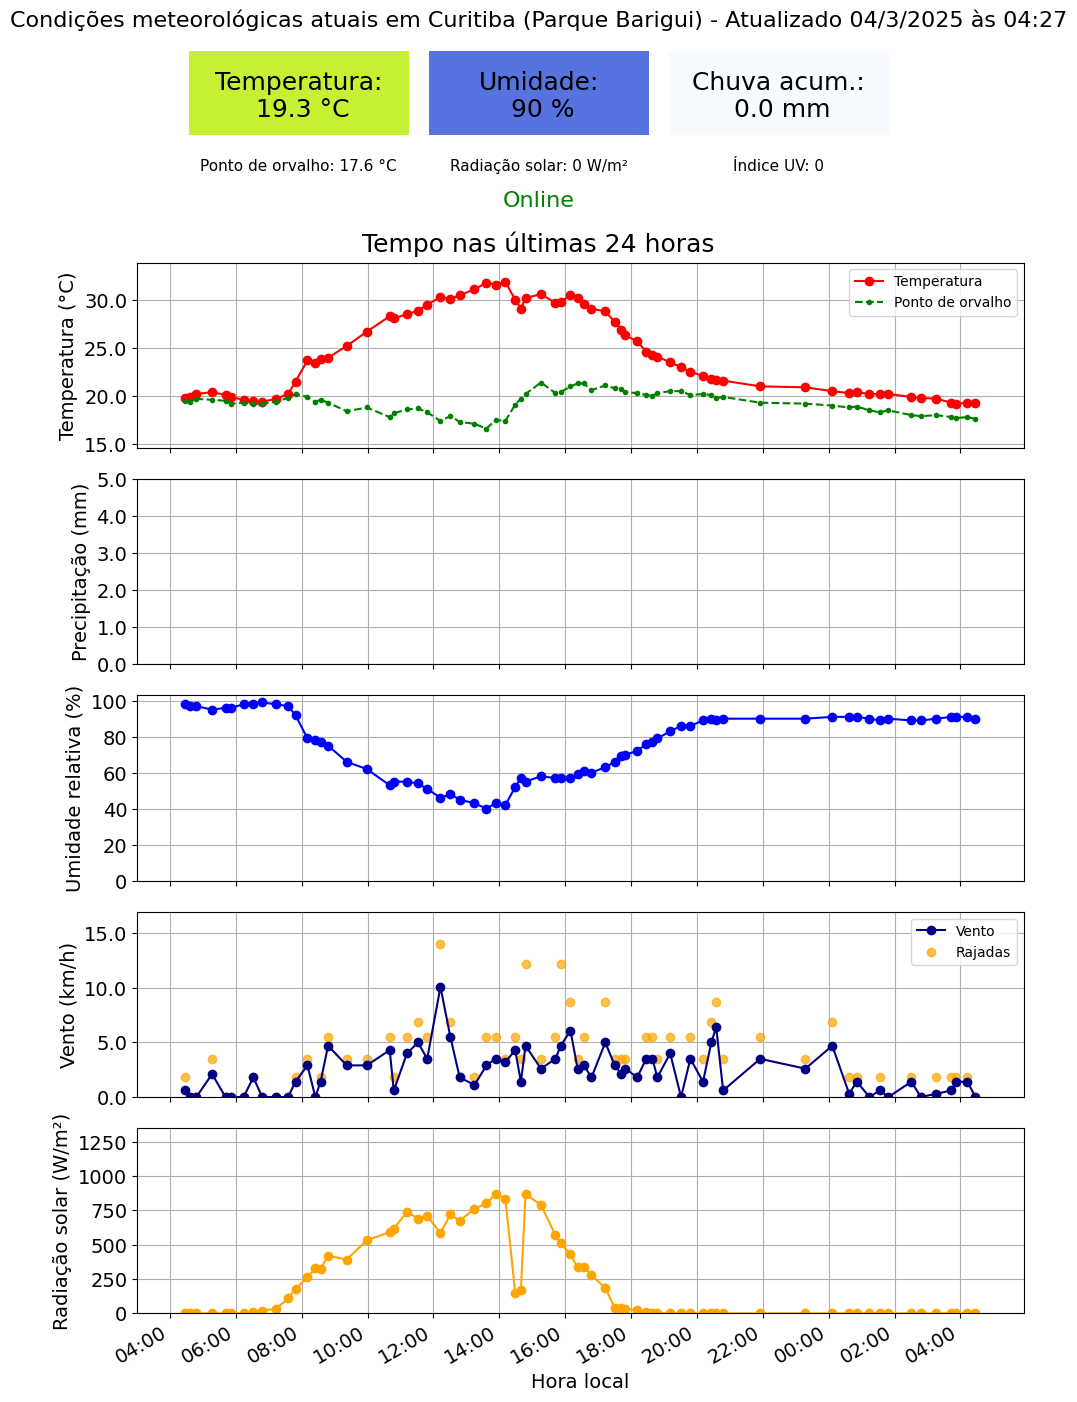 Condições meteorológicas atuais em Curitiba (Parque Barigui) - Atualizado 04/3/2025 às 04:27
Temperatura:
19.3 °C
Umidade:
90 %
Chuva acum.:
0.0 mm
Ponto de orvalho: 17.6 °C
Radiação solar: 0 W/m²
Índice UV: 0
Online
Tempo nas últimas 24 horas
Temperatura (°C)
30.0
25.0
20.0
15.0
Temperatura
Ponto de orvalho
Precipitação (mm)
5.0
4.0
3.0
2.0
1.0
0.0
Umidade relativa (%)
100
80
60
40
20
0
Vento (km/h)
15.0
10.0
5.0
0.0
Vento
Rajadas
Radiação solar (W/m²)
1250
1000
750
500
250
0
04:00
06:00
08:00
10:00
12:00
14:00
16:00
18:00
20:00
22:00
00:00
02:00
04:00
Hora local